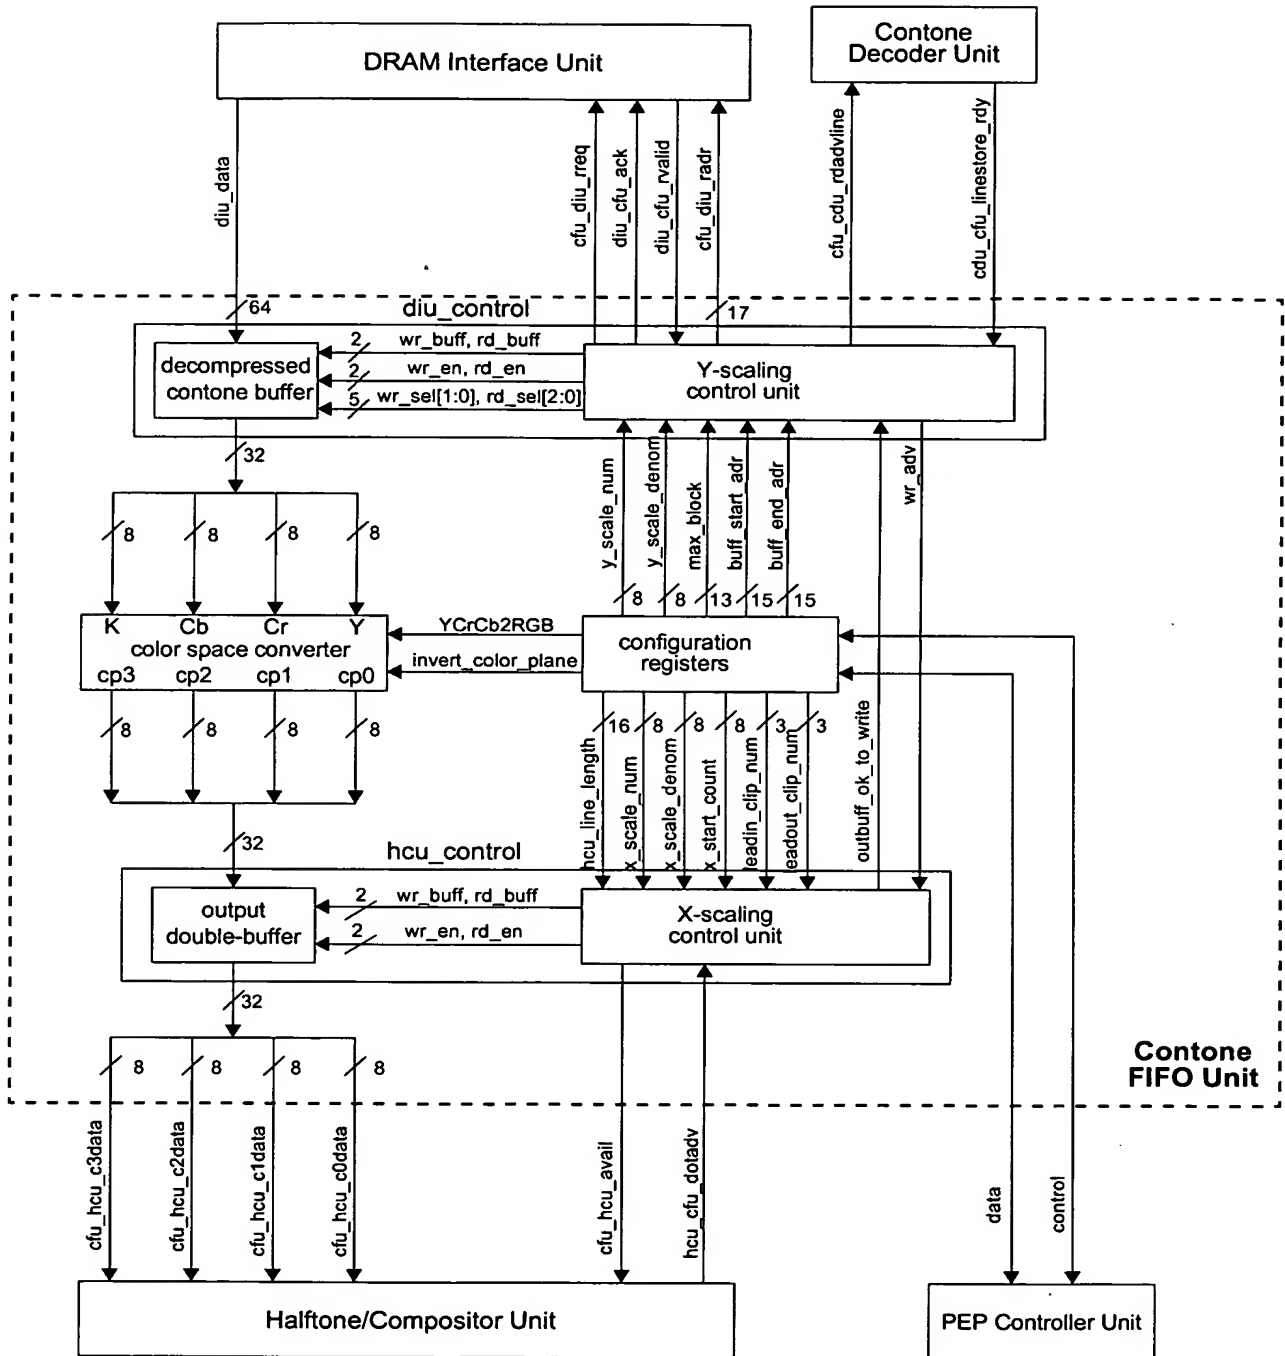 DRAM Interface Unit
Contone
Decoder Unit
diu_data
cfu_diu_rreq
diu_cfu_ack
diu_cfu_rvalid
cfu_diu_radr
cfu_cdu_rdadvline
cdu_cfu_linestore_rdy
64
diu_control
17
decompressed
contone buffer
2
wr_buff, rd_buff
2
wr_en, rd_en
5
wr_sel[1:0], rd_sel[2:0]
Y-scaling
control unit
32
8
8
8
8
y_scale_num
y_scale_denom
max_block
buff_start_adr
buff_end_adr
wr_adv
8
8
13
15
15
K
Cb
Cr
Y
color space converter
cp3
cp2
cp1
cp0
YCrCb2RGB
invert_color_plane
configuration
registers
8
8
8
8
16
8
8
8
3
3
hcu_line_length
x_scale_num
x_scale_denom
x_start_count
leadin_clip_num
leadout_clip_num
outbuff_ok_to_write
32
hcu_control
output
double-buffer
2
wr_buff, rd_buff
2
wr_en, rd_en
X-scaling
control unit
32
8
8
8
8
Contone
FIFO Unit
cfu_hcu_c3data
cfu_hcu_c2data
cfu_hcu_c1data
cfu_hcu_c0data
cfu_hcu_avail
hcu_cfu_dotadv
data
control
Halftone/Compositor Unit
PEP Controller Unit